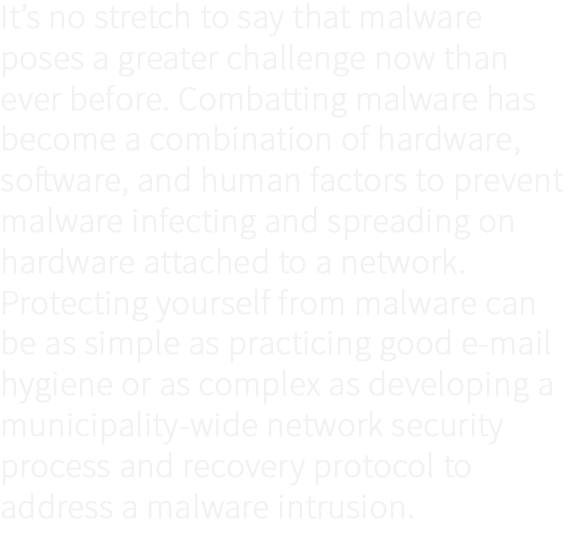 It’s no stretch to say that malware
poses a greater challenge now than
ever before. Combatting malware has
become a combination of hardware,
software, and human factors to prevent
malware infecting and spreading on
hardware attached to a network.
Protecting yourself from malware can
be as simple as practicing good e-mail
hygiene or as complex as developing a
municipality-wide network security
process and recovery protocol to
address a malware intrusion.